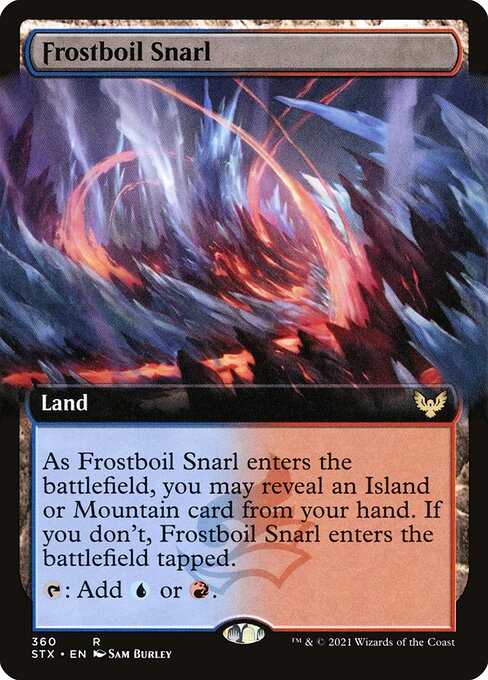 Frostboil Snarl
Land
As Frostboil Snarl enters the
battlefield, you may reveal an Island
or Mountain card from your hand. If
you don't, Frostboil Snarl enters the
battlefield tapped.
: Add or .
360 R
STX • EN SAM BURLEY
™ & © 2021 Wizards of the Coast